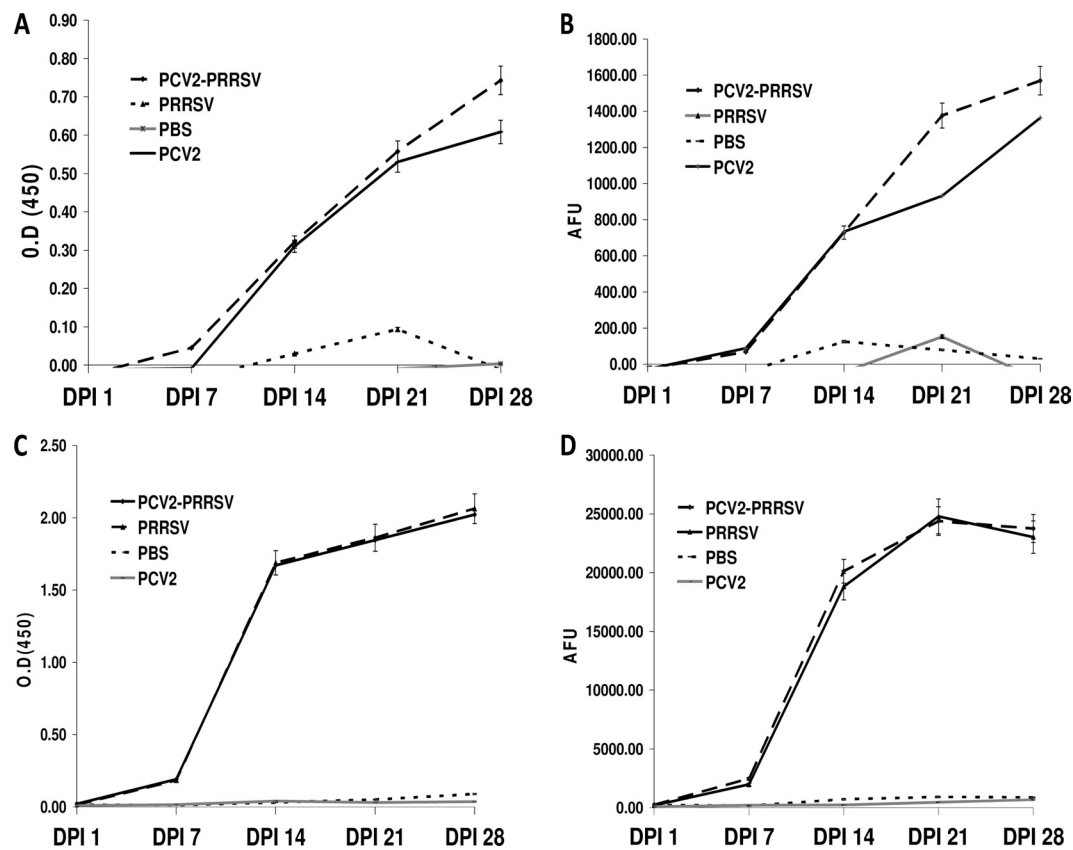 A
O.D (450)
0.90
0.80
0.70
0.60
0.50
0.40
0.30
0.20
0.10
0.00
PCV2-PRRSV
PRRSV
PBS
PCV2
DPI 1 DPI 7 DPI 14 DPI 21 DPI 28
B
AFU
1800.00
1600.00
1400.00
1200.00
1000.00
800.00
600.00
400.00
200.00
0.00
PCV2-PRRSV
PRRSV
PBS
PCV2
DPI 1 DPI 7 DPI 14 DPI 21 DPI 28
C
O.D(450)
2.50
2.00
1.50
1.00
0.50
0.00
PCV2-PRRSV
PRRSV
PBS
PCV2
DPI 1 DPI 7 DPI 14 DPI 21 DPI 28
D
AFU
30000.00
25000.00
20000.00
15000.00
10000.00
5000.00
0.00
PCV2-PRRSV
PRRSV
PBS
PCV2
DPI 1 DPI 7 DPI 14 DPI 21 DPI 28